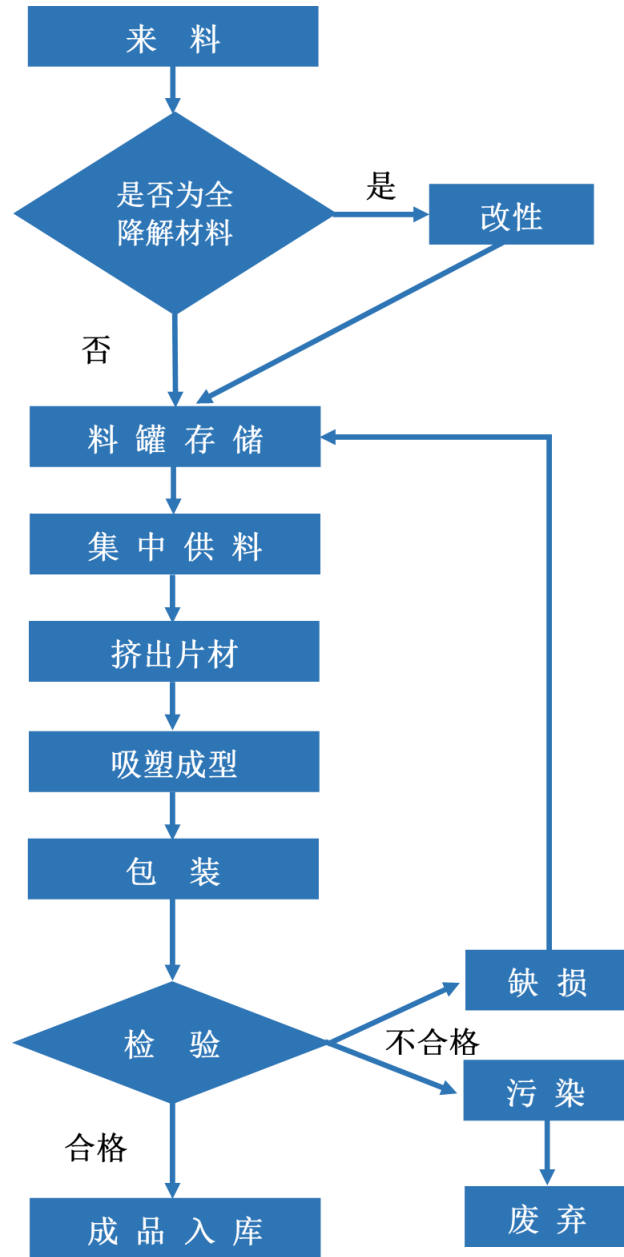 来 料
是否为全
降解材料
是
改性
否
料 罐 存 储
集 中 供 料
挤出片材
吸塑成型
包 装
检 验
不合格
缺 损
污 染
合格
成 品 入 库
废 弃